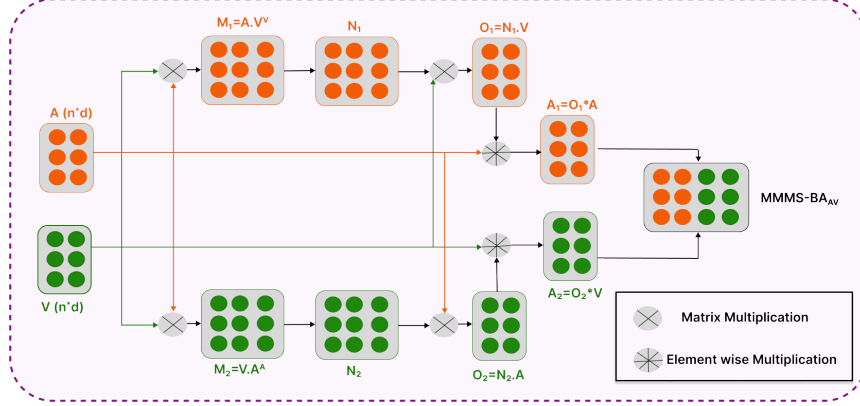 M₁=A.Vⱽ
N₁
O₁=N₁.V
A (n*d)
A₁=O₁*A
MMMS-BA_AV
V (n*d)
A₂=O₂*V
M₂=V.Aᴬ
N₂
O₂=N₂.A
Matrix Multiplication
Element wise Multiplication